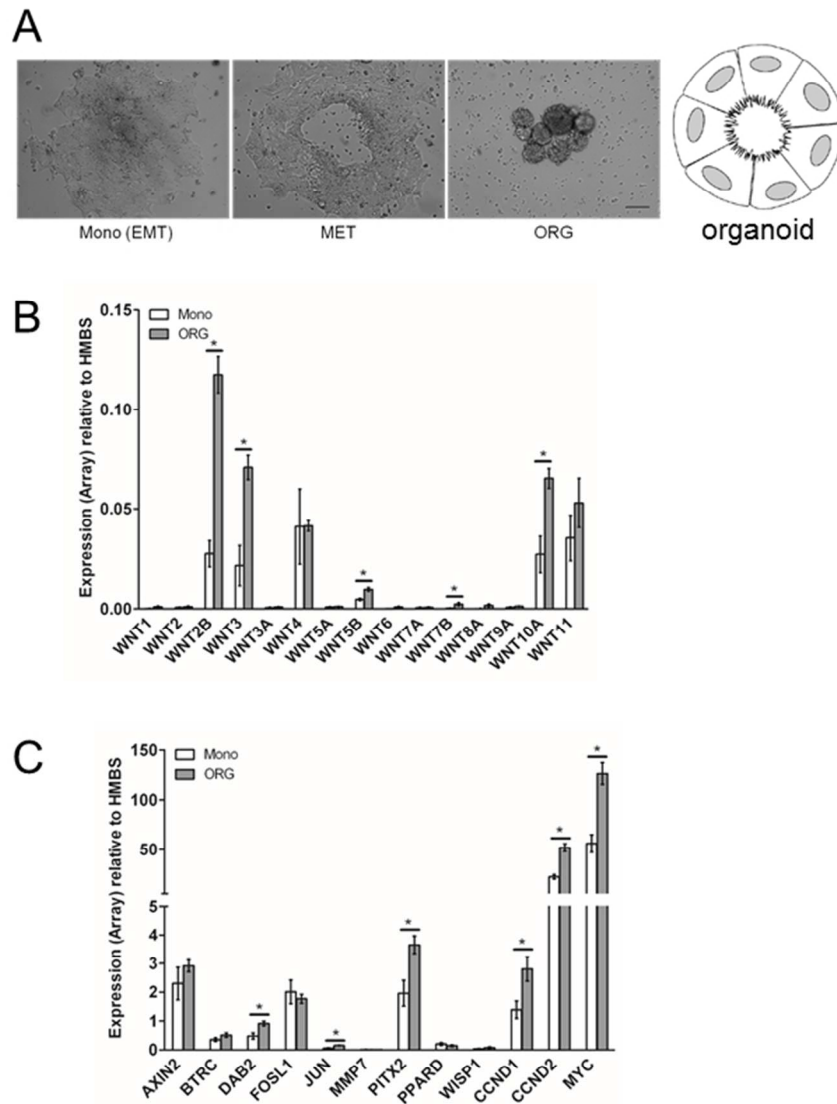 A
Mono (EMT)
MET
ORG
organoid
B
Expression (Array) relative to HMBS
0.15
0.10
0.05
0.00
Mono
ORG
*
*
*
*
*
WNT1
WNT2
WNT2B
WNT3
WNT3A
WNT4
WNT5A
WNT5B
WNT6
WNT7A
WNT7B
WNT8A
WNT9A
WNT10A
WNT11
C
Expression (Array) relative to HMBS
150
100
50
5
4
3
2
1
0
Mono
ORG
*
*
*
*
*
*
AXIN2
BTRC
DAB2
FOSL1
JUN
MMP7
PITX2
PPARD
WISP1
CCND1
CCND2
MYC